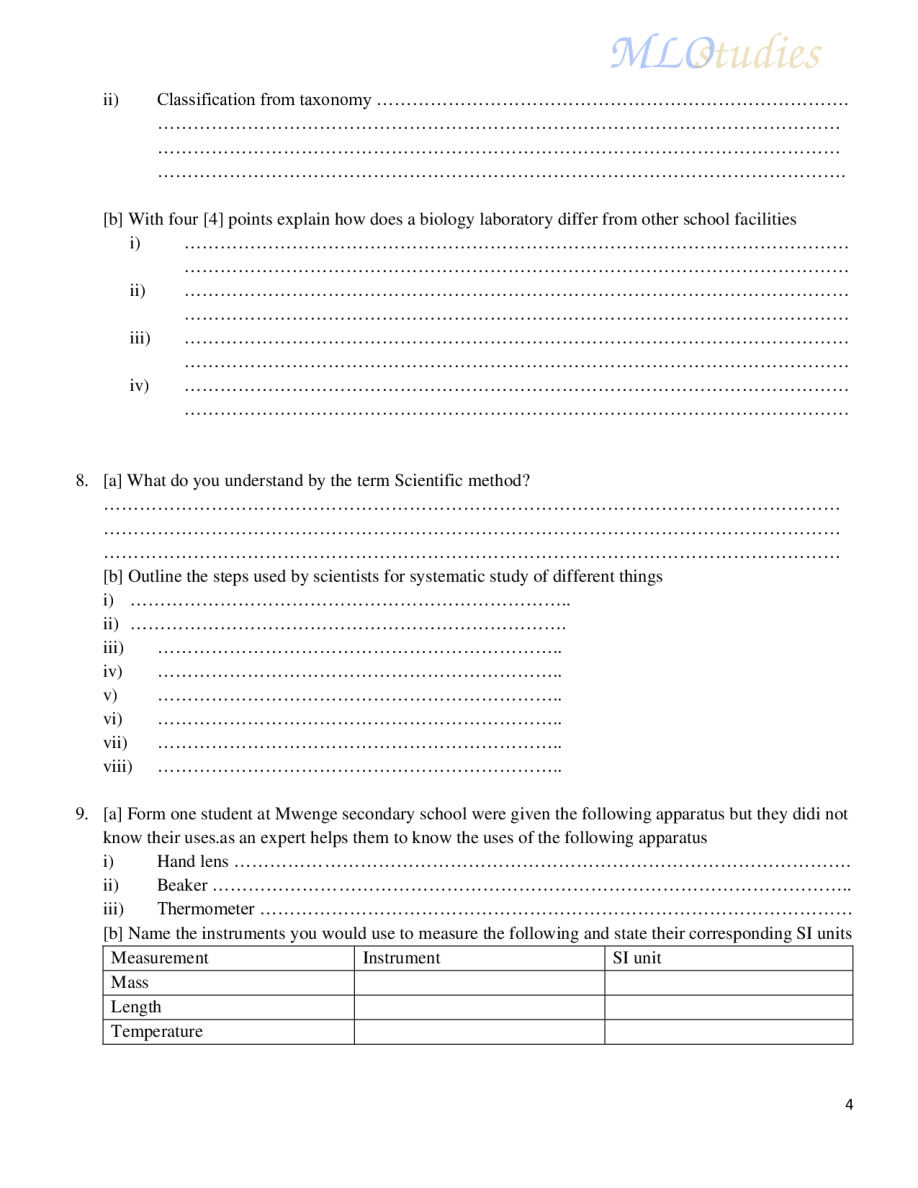 MLOstudies
ii) Classification from taxonomy …………………………………………………………………….
……………………………………………………………………………………………………
……………………………………………………………………………………………………
…………………………………………………………………………………………………….
[b] With four [4] points explain how does a biology laboratory differ from other school facilities
i) …………………………………………………………………………………………………
…………………………………………………………………………………………………
ii) …………………………………………………………………………………………………
…………………………………………………………………………………………………
iii) …………………………………………………………………………………………………
…………………………………………………………………………………………………
iv) …………………………………………………………………………………………………
…………………………………………………………………………………………………
8. [a] What do you understand by the term Scientific method?
……………………………………………………………………………………………………………
……………………………………………………………………………………………………………
……………………………………………………………………………………………………………
[b] Outline the steps used by scientists for systematic study of different things
i) ………………………………………………………………..
ii) ……………………………………………………………….
iii) …………………………………………………………..
iv) …………………………………………………………..
v) …………………………………………………………..
vi) …………………………………………………………..
vii) …………………………………………………………..
viii) …………………………………………………………..
9. [a] Form one student at Mwenge secondary school were given the following apparatus but they didi not
know their uses.as an expert helps them to know the uses of the following apparatus
i) Hand lens ………………………………………………………………………………………….
ii) Beaker ……………………………………………………………………………………………..
iii) Thermometer ………………………………………………………………………………………
[b] Name the instruments you would use to measure the following and state their corresponding SI units
Measurement Instrument SI unit
Mass
Length
Temperature
4